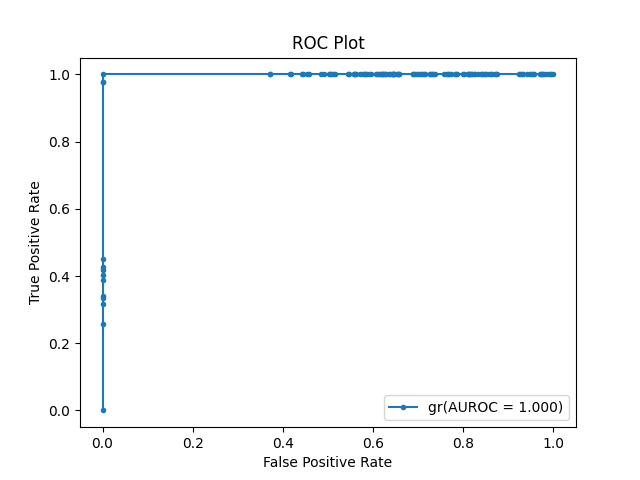 ROC Plot
True Positive Rate
1.0
0.8
0.6
0.4
0.2
0.0
0.0 0.2 0.4 0.6 0.8 1.0
False Positive Rate
gr(AUROC = 1.000)